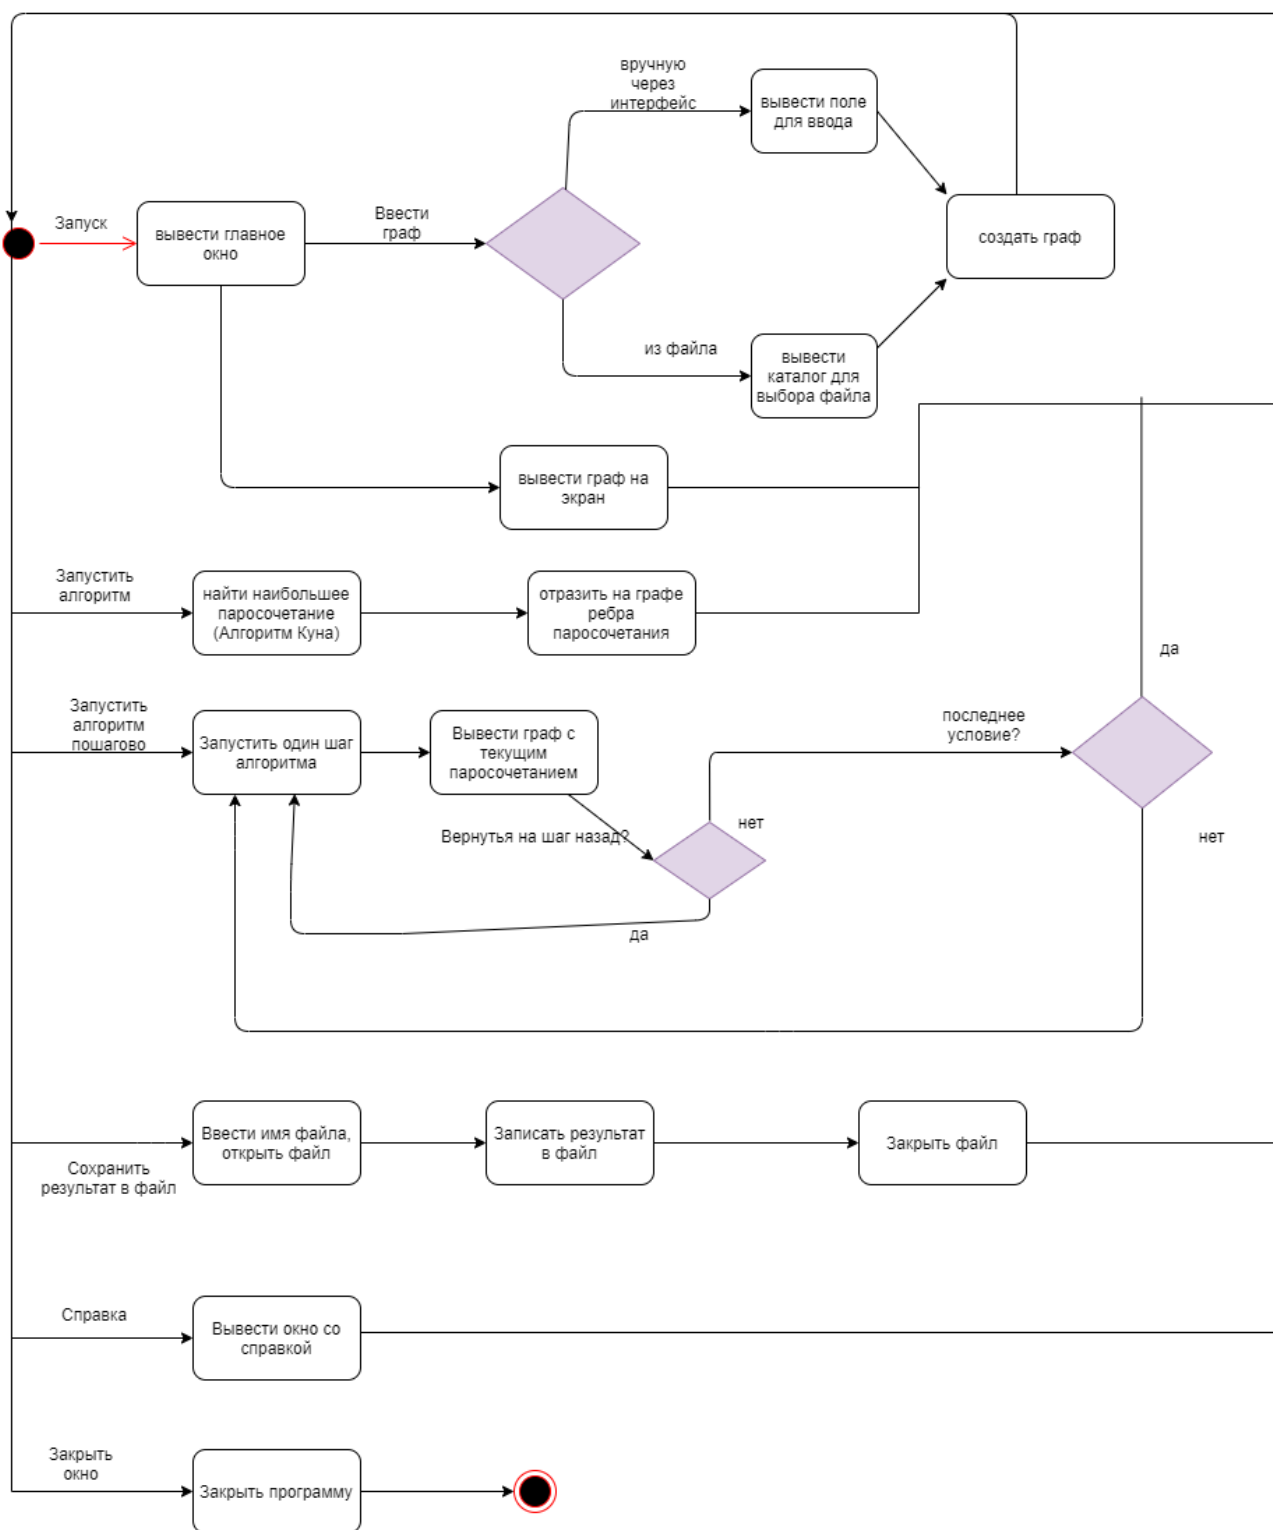 вручную
через
интерфейс
вывести поле
для ввода
Запуск
вывести главное
окно
Ввести
граф
создать граф
из файла
вывести
каталог для
выбора файла
вывести граф на
экран
Запустить
алгоритм
найти наибольшее
паросочетание
(Алгоритм Куна)
отразить на графе
ребра
паросочетания
да
Запустить
алгоритм
пошагово
Запустить один шаг
алгоритма
Вывести граф с
текущим
паросочетанием
последнее
условие?
Вернутья на шаг назад?
нет
нет
да
Ввести имя файла,
открыть файл
Записать результат
в файл
Закрыть файл
Сохранить
результат в файл
Справка
Вывести окно со
справкой
Закрыть
окно
Закрыть программу